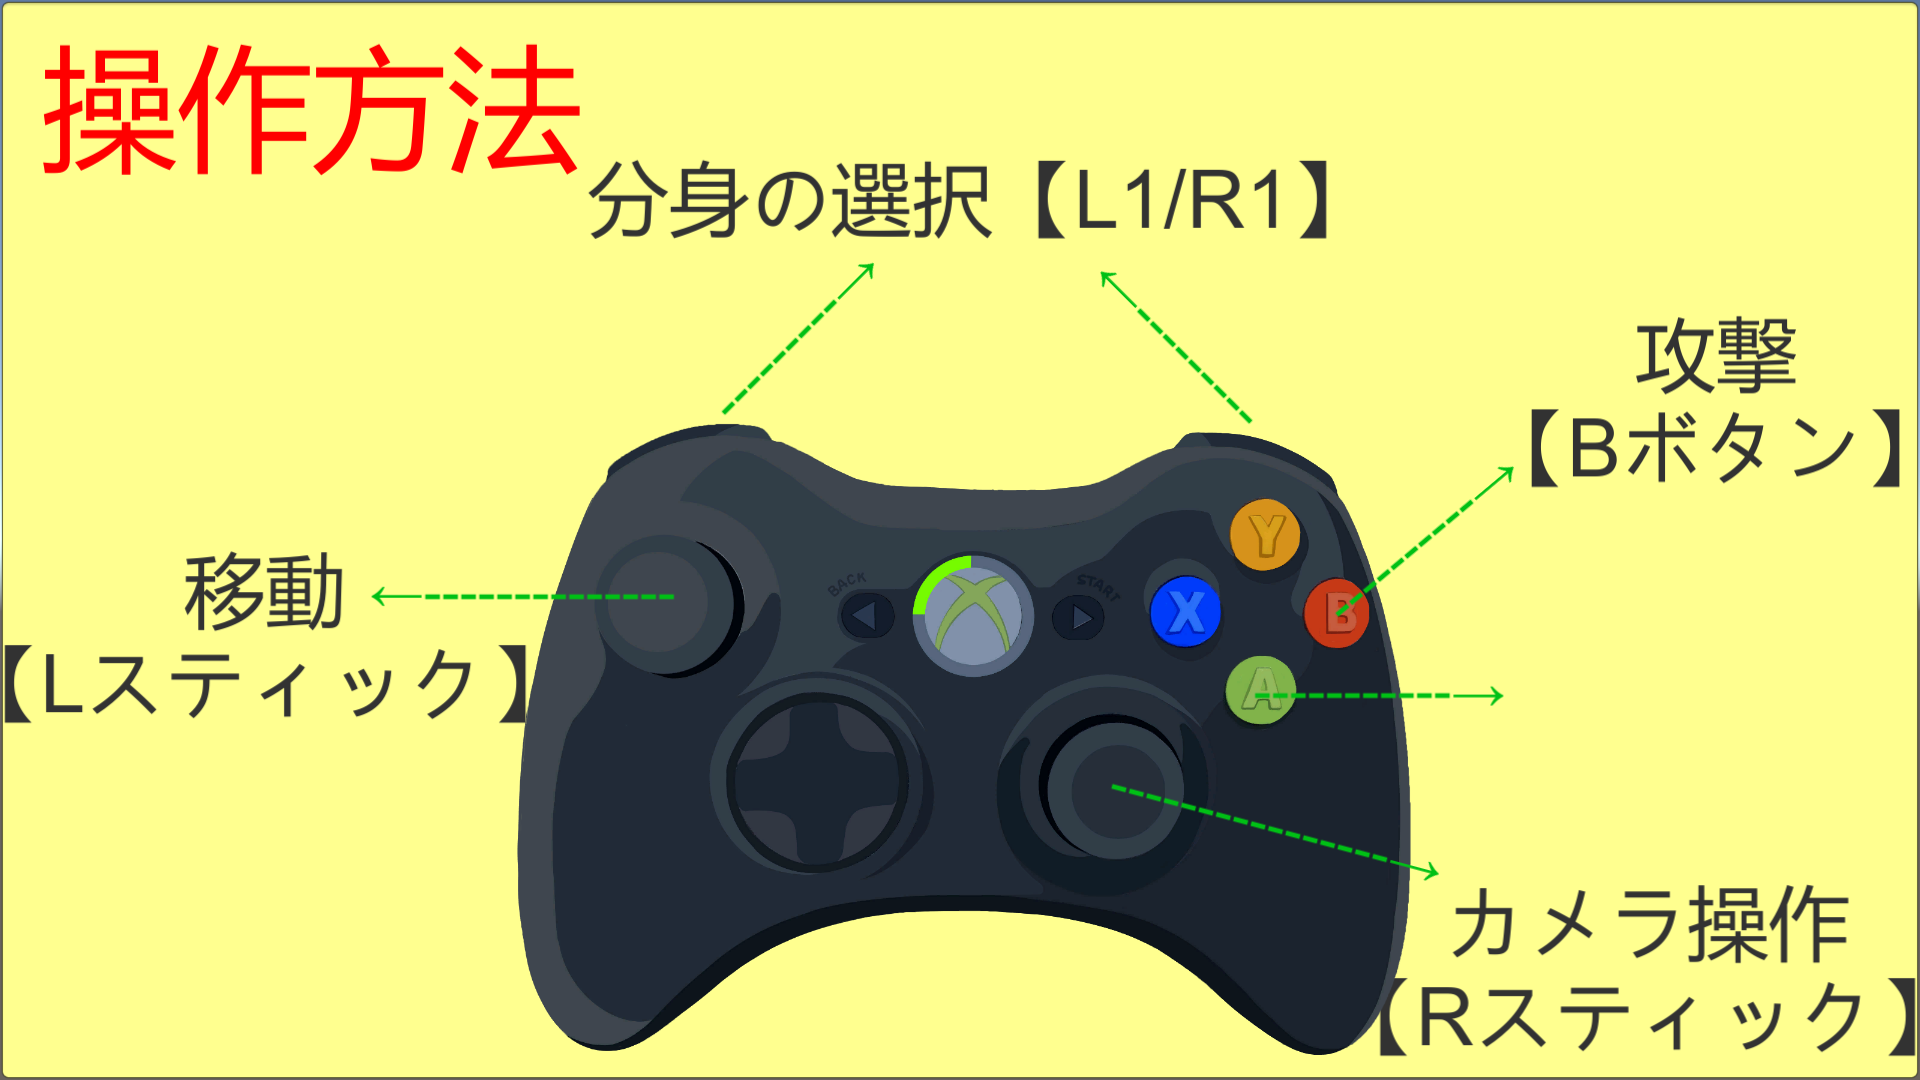 操作方法
分身の選択【L1/R1】
攻撃
【Bボタン】
移動
【Lスティック】
BACK
START
Y
X
B
A
カメラ操作
【Rスティック】